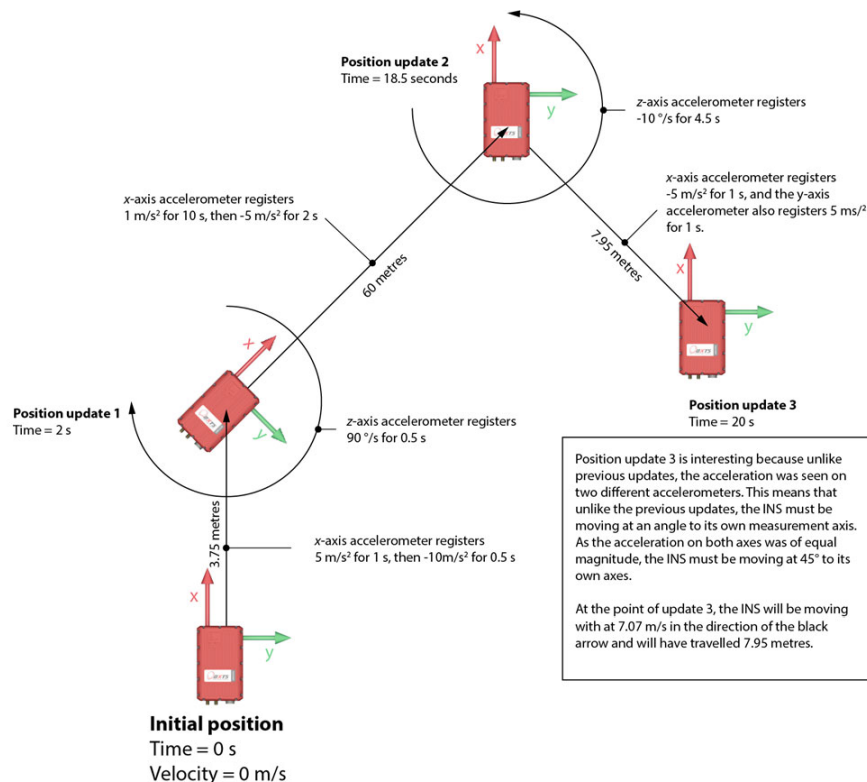 x
Position update 2
Time = 18.5 seconds
y
z-axis accelerometer registers
-10 °/s for 4.5 s
x-axis accelerometer registers
-5 m/s² for 1 s, and the y-axis
accelerometer also registers 5 ms/²
for 1 s.
x-axis accelerometer registers
1 m/s² for 10 s, then -5 m/s² for 2 s
60 metres
7.95 metres
x
y
x
y
Position update 1
Time = 2 s
z-axis accelerometer registers
90 °/s for 0.5 s
Position update 3
Time = 20 s
3.75 metres
x-axis accelerometer registers
5 m/s² for 1 s, then -10m/s² for 0.5 s
Position update 3 is interesting because unlike
previous updates, the acceleration was seen on
two different accelerometers. This means that
unlike the previous updates, the INS must be
moving at an angle to its own measurement axis.
As the acceleration on both axes was of equal
magnitude, the INS must be moving at 45° to its
own axes.
At the point of update 3, the INS will be moving
with at 7.07 m/s in the direction of the black
arrow and will have travelled 7.95 metres.
x
y
Initial position
Time = 0 s
Velocity = 0 m/s